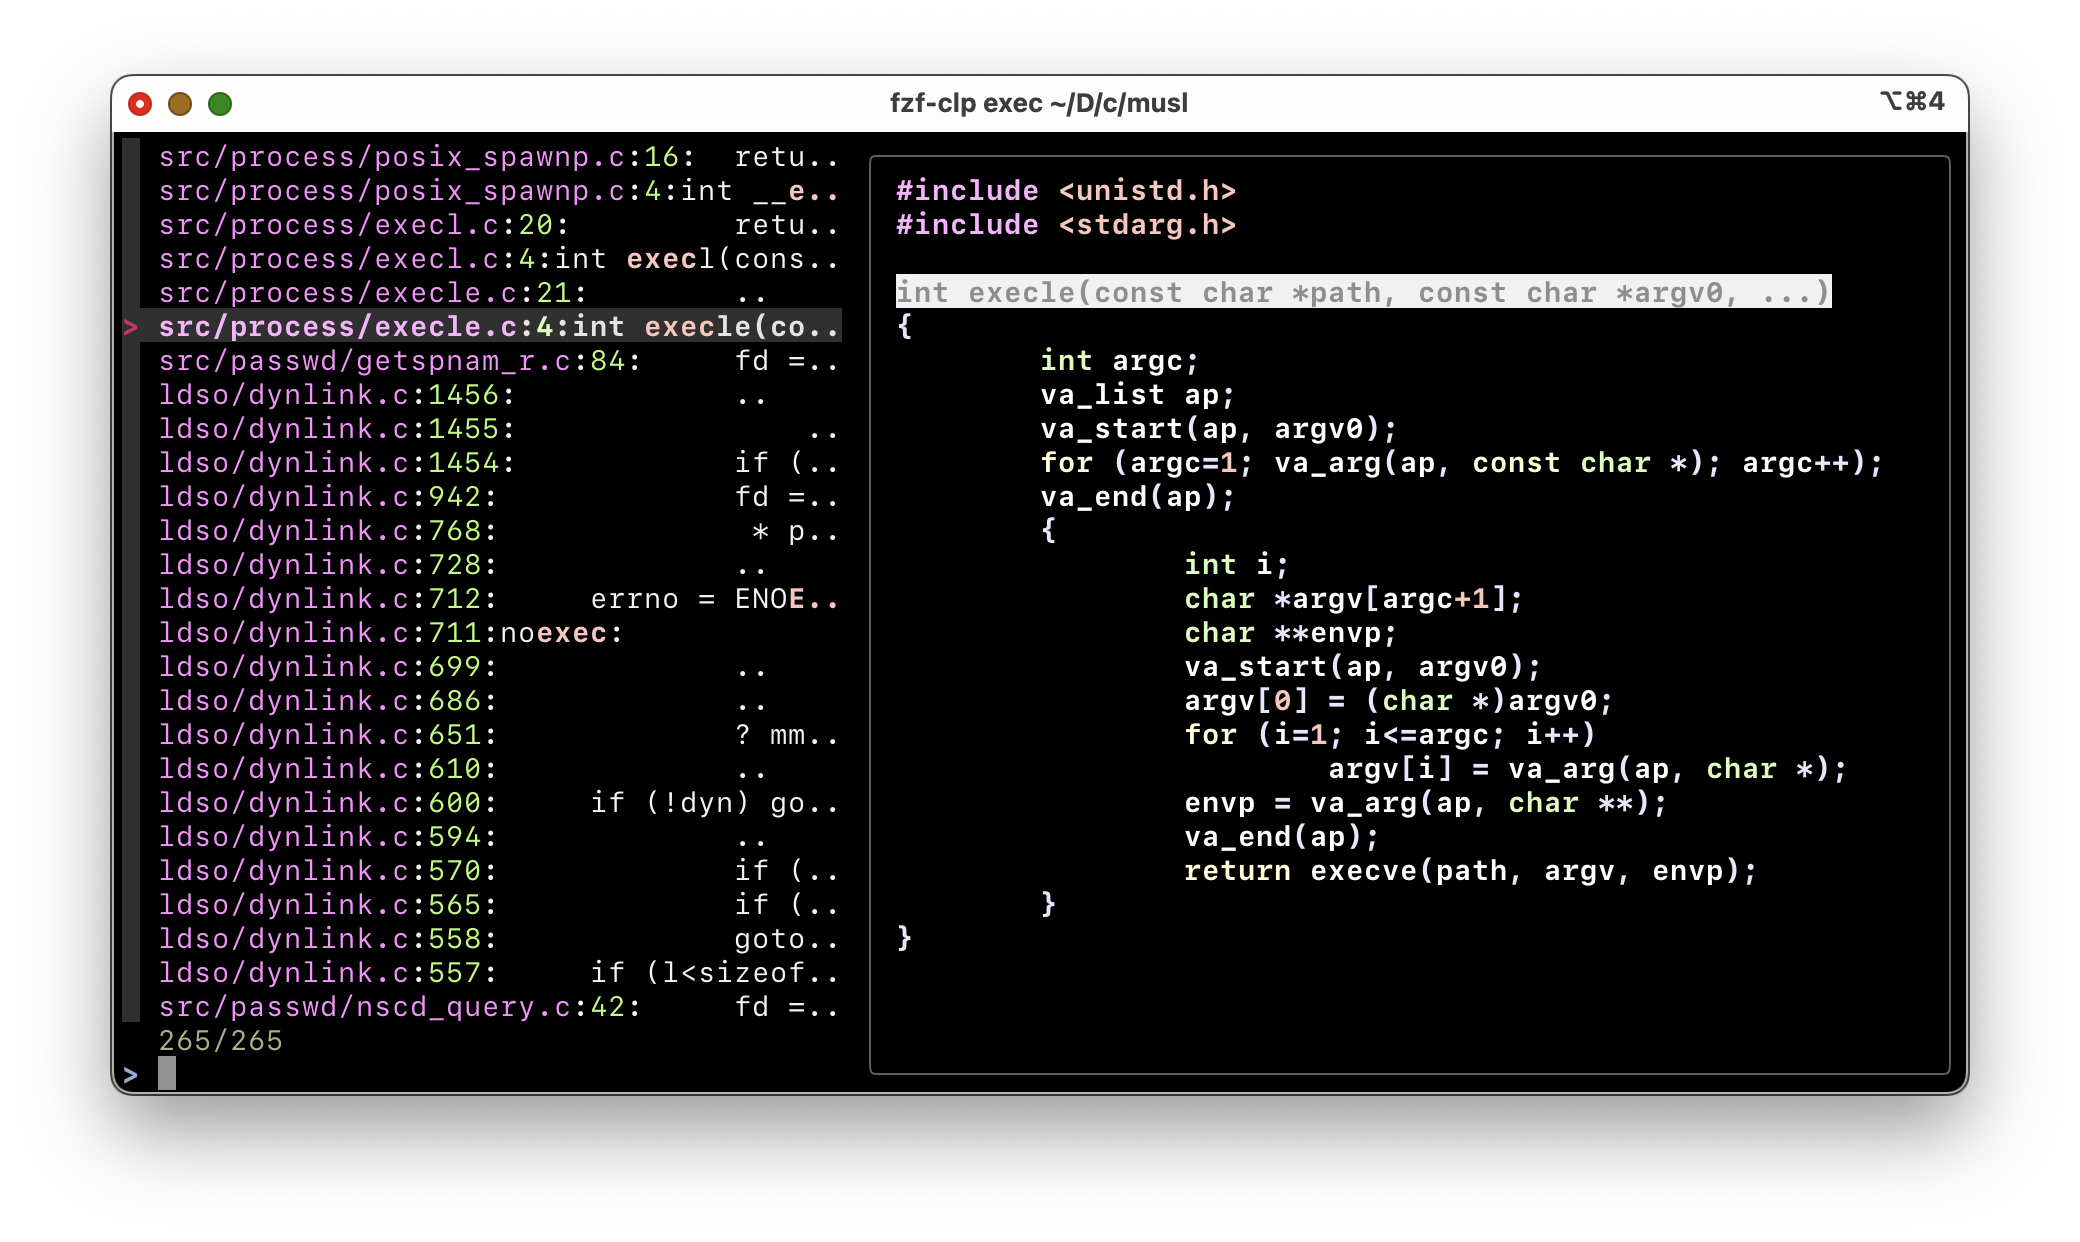 fzf-clp exec ~/D/c/musl
⌥⌘4
src/process/posix_spawnp.c:16:  retu..
src/process/posix_spawnp.c:4:int __e..
src/process/execl.c:20:         retu..
src/process/execl.c:4:int execl(cons..
src/process/execle.c:21:        ..
> src/process/execle.c:4:int execle(co..
src/passwd/getspnam_r.c:84:     fd =..
ldso/dynlink.c:1456:            ..
ldso/dynlink.c:1455:                ..
ldso/dynlink.c:1454:            if (..
ldso/dynlink.c:942:             fd =..
ldso/dynlink.c:768:              * p..
ldso/dynlink.c:728:             ..
ldso/dynlink.c:712:     errno = ENOE..
ldso/dynlink.c:711:noexec:
ldso/dynlink.c:699:             ..
ldso/dynlink.c:686:             ..
ldso/dynlink.c:651:             ? mm..
ldso/dynlink.c:610:             ..
ldso/dynlink.c:600:     if (!dyn) go..
ldso/dynlink.c:594:             ..
ldso/dynlink.c:570:             if (..
ldso/dynlink.c:565:             if (..
ldso/dynlink.c:558:             goto..
ldso/dynlink.c:557:     if (l<sizeof..
src/passwd/nscd_query.c:42:     fd =..
265/265
>
#include <unistd.h>
#include <stdarg.h>
int execle(const char *path, const char *argv0, ...)
{
        int argc;
        va_list ap;
        va_start(ap, argv0);
        for (argc=1; va_arg(ap, const char *); argc++);
        va_end(ap);
        {
                int i;
                char *argv[argc+1];
                char **envp;
                va_start(ap, argv0);
                argv[0] = (char *)argv0;
                for (i=1; i<=argc; i++)
                        argv[i] = va_arg(ap, char *);
                envp = va_arg(ap, char **);
                va_end(ap);
                return execve(path, argv, envp);
        }
}